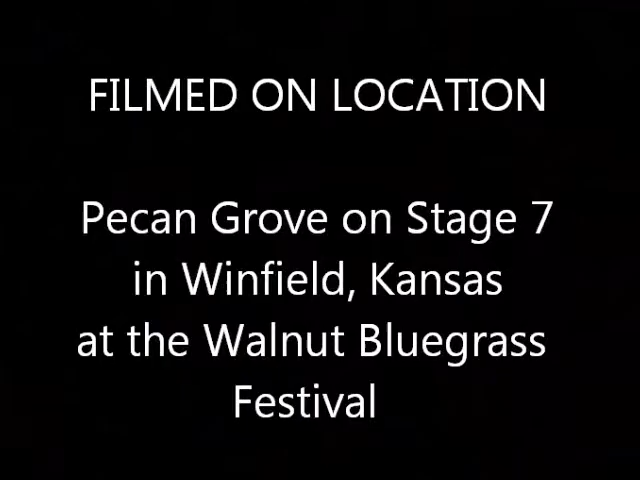 FILMED ON LOCATION
Pecan Grove on Stage 7
in Winfield, Kansas
at the Walnut Bluegrass
Festival